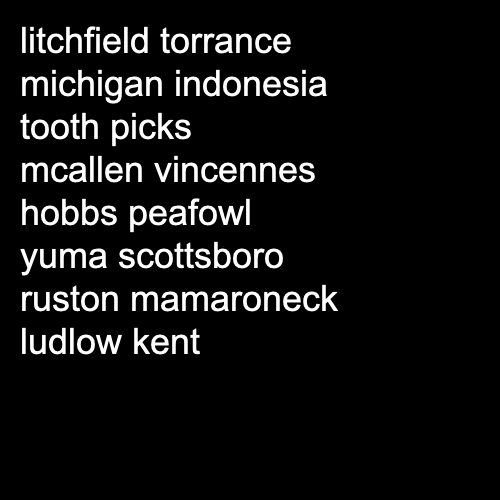 litchfield torrance
michigan indonesia
tooth picks
mcallen vincennes
hobbs peafowl
yuma scottsboro
ruston mamaroneck
ludlow kent